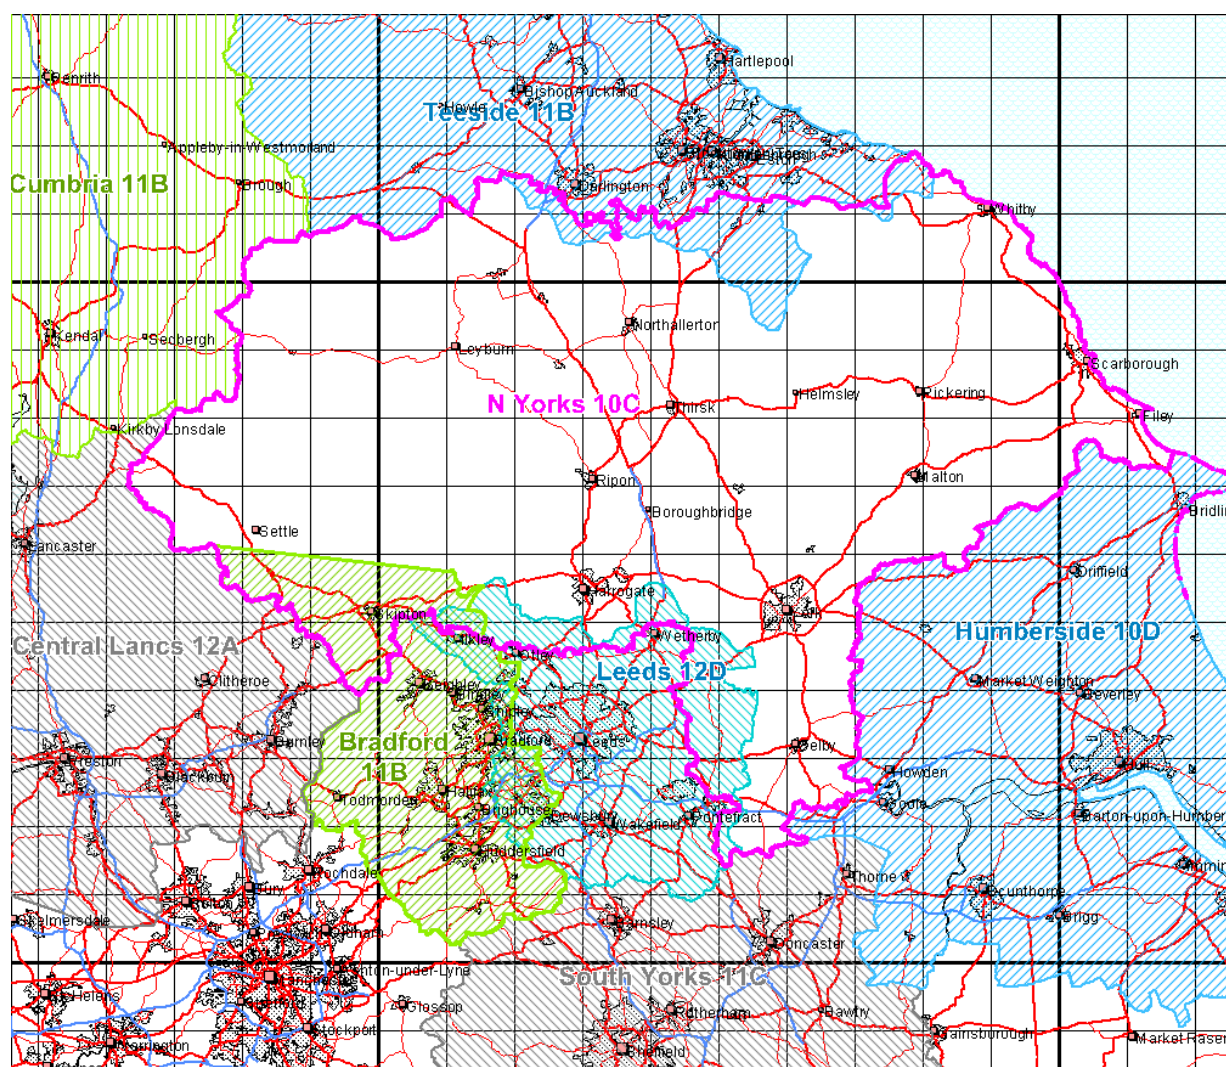 Hartlepool
Penrith
Bishop Auckland
Howle
Teeside 11B
Appleby-in-Westmorland
Cumbria 11B
Brough
Darlington
Whitby
Northallerton
Kendal
Sedbergh
Leyburn
Scarborough
Helmsley
Pickering
N Yorks 10C
Thirsk
Filey
Kirkby Lonsdale
Ripon
Malton
Boroughbridge
Settle
Lancaster
Driffield
Harrogate
Skipton
Humberside 10D
Ilkley
Wetherby
Central Lancs 12A
Otley
Leeds 12D
Clitheroe
Keighley
Market Weighton
Beverley
Shipley
Bradford
11B
Burnley
Bradford
Leeds
Selby
Preston
Blackburn
Howden
Hull
Todmorden
Halifax
Goole
Brighouse
Dewsbury
Wakefield
Pontefract
Barton-upon-Humber
Huddersfield
Rochdale
Thorne
Bury
Scunthorpe
Bolton
Skelmersdale
Barnsley
Brigg
Oldham
Doncaster
Ashton-under-Lyne
South Yorks 11C
St Helens
Glossop
Rotherham
Bawtry
Stockport
Gainsborough
Warrington
Sheffield
Market Rasen